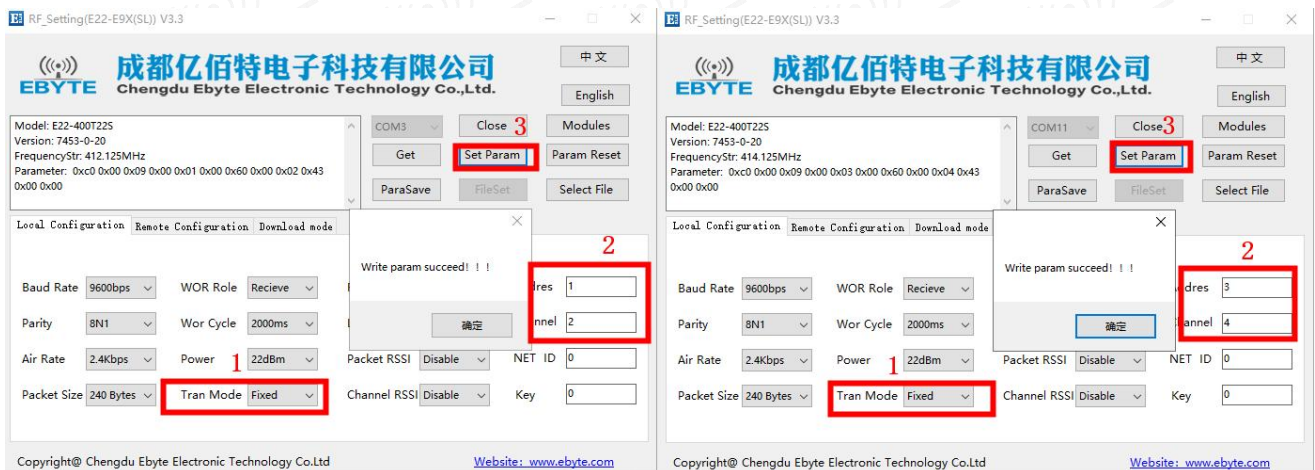 RF_Setting(E22-E9X(SL)) V3.3
EBYTE
成都亿佰特电子科技有限公司
Chengdu Ebyte Electronic Technology Co.,Ltd.
中文
English
Model: E22-400T22S
Version: 7453-0-20
FrequencyStr: 412.125MHz
Parameter: 0xc0 0x00 0x09 0x00 0x01 0x00 0x60 0x00 0x02 0x43
0x00 0x00
COM3 Close 3 Modules
Get Set Param Param Reset
ParaSave FileSet Select File
Local Configuration Remote Configuration Download mode
Write param succeed! ! !
确定
2
Baud Rate 9600bps WOR Role Recieve dres 1
Parity 8N1 Wor Cycle 2000ms nnel 2
Air Rate 2.4Kbps 1 Power 22dBm Packet RSSI Disable NET ID 0
Packet Size 240 Bytes Tran Mode Fixed Channel RSSI Disable Key 0
Copyright@ Chengdu Ebyte Electronic Technology Co.Ltd Website: www.ebyte.com
RF_Setting(E22-E9X(SL)) V3.3
EBYTE
成都亿佰特电子科技有限公司
Chengdu Ebyte Electronic Technology Co.,Ltd.
中文
English
Model: E22-400T22S
Version: 7453-0-20
FrequencyStr: 414.125MHz
Parameter: 0xc0 0x00 0x09 0x00 0x03 0x00 0x60 0x00 0x04 0x43
0x00 0x00
COM11 Close 3 Modules
Get Set Param Param Reset
ParaSave FileSet Select File
Local Configuration Remote Configuration Download mode
Write param succeed! ! !
确定
2
Baud Rate 9600bps WOR Role Recieve dres 3
Parity 8N1 Wor Cycle 2000ms annel 4
Air Rate 2.4Kbps 1 Power 22dBm Packet RSSI Disable NET ID 0
Packet Size 240 Bytes Tran Mode Fixed Channel RSSI Disable Key 0
Copyright@ Chengdu Ebyte Electronic Technology Co.Ltd Website: www.ebyte.com